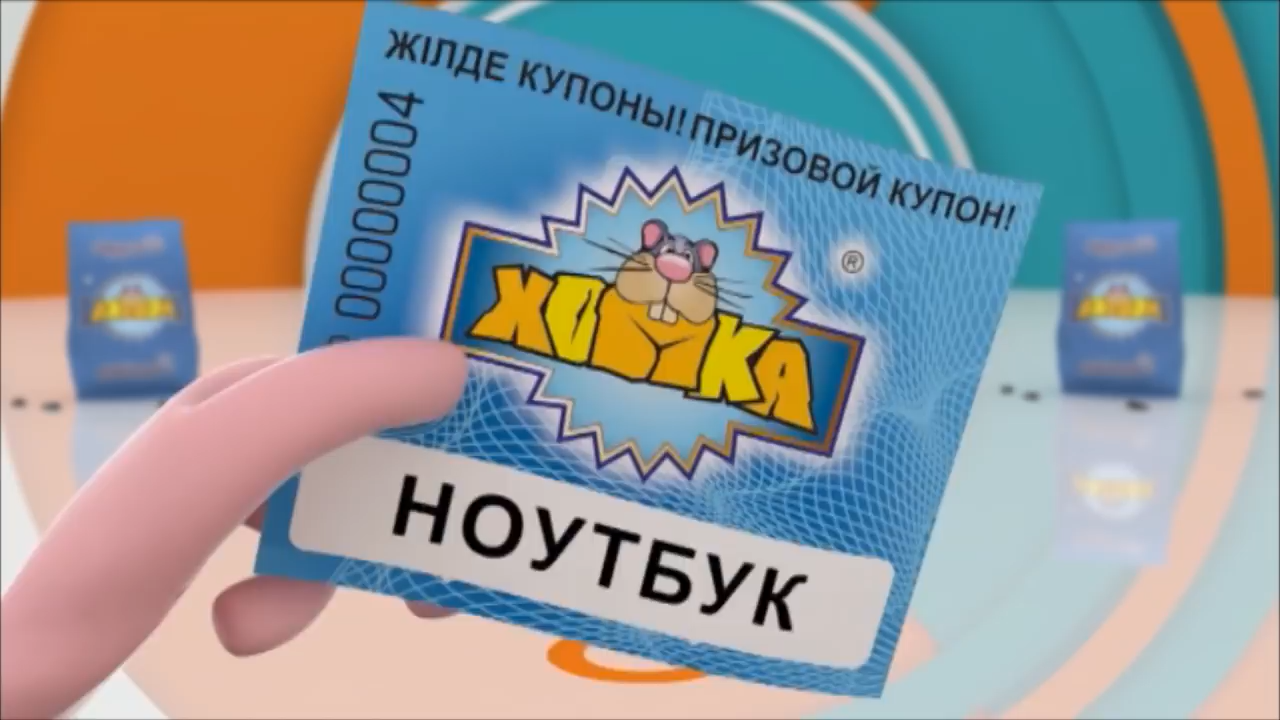 ЖІЛДЕ КУПОНЫ! ПРИЗОВОЙ КУПОН!
00000004
ХОМКА
®
НОУТБУК